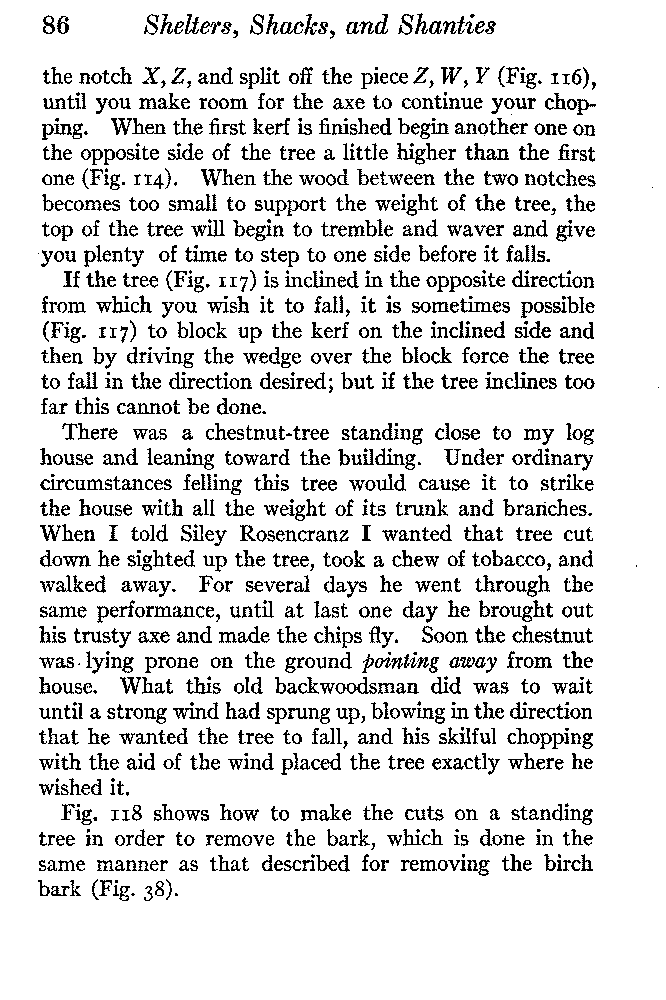 86 Shelters, Shacks, and Shanties
the notch X, Z, and split off the piece Z, W, Y (Fig. 116),
until you make room for the axe to continue your chop-
ping. When the first kerf is finished begin another one on
the opposite side of the tree a little higher than the first
one (Fig. 114). When the wood between the two notches
becomes too small to support the weight of the tree, the
top of the tree will begin to tremble and waver and give
you plenty of time to step to one side before it falls.
If the tree (Fig. 117) is inclined in the opposite direction
from which you wish it to fall, it is sometimes possible
(Fig. 117) to block up the kerf on the inclined side and
then by driving the wedge over the block force the tree
to fall in the direction desired; but if the tree inclines too
far this cannot be done.
There was a chestnut-tree standing close to my log
house and leaning toward the building. Under ordinary
circumstances felling this tree would cause it to strike
the house with all the weight of its trunk and branches.
When I told Siley Rosencranz I wanted that tree cut
down he sighted up the tree, took a chew of tobacco, and
walked away. For several days he went through the
same performance, until at last one day he brought out
his trusty axe and made the chips fly. Soon the chestnut
was lying prone on the ground pointing away from the
house. What this old backwoodsman did was to wait
until a strong wind had sprung up, blowing in the direction
that he wanted the tree to fall, and his skilful chopping
with the aid of the wind placed the tree exactly where he
wished it.
Fig. 118 shows how to make the cuts on a standing
tree in order to remove the bark, which is done in the
same manner as that described for removing the birch
bark (Fig. 38).